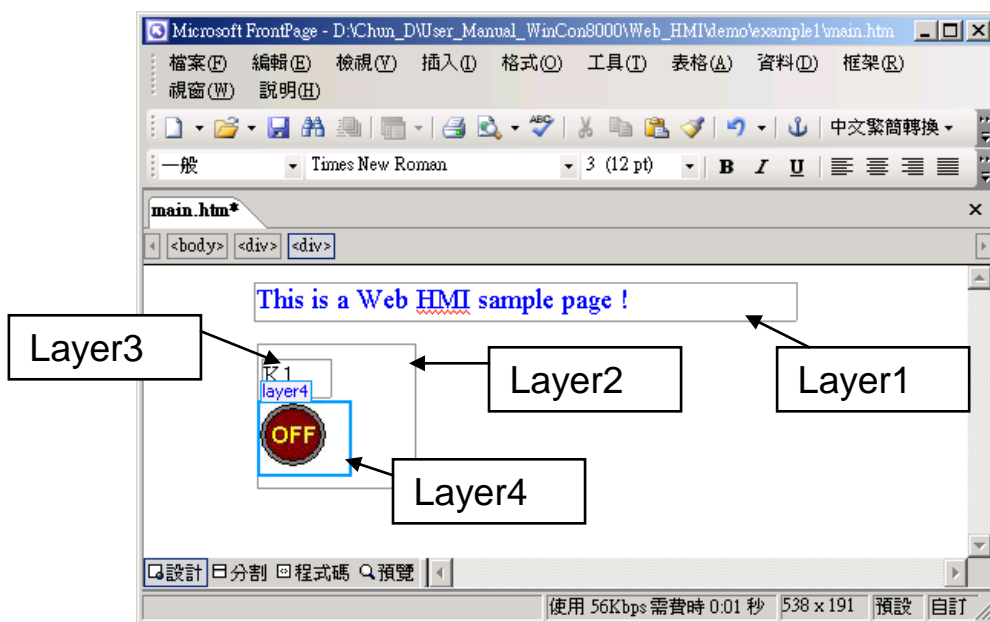 Microsoft FrontPage - D:\Chun_D\User_Manual_WinCon8000\Web_HMI\demo\example1\main.htm
檔案(F) 編輯(E) 檢視(V) 插入(I) 格式(O) 工具(T) 表格(A) 資料(D) 框架(R)
視窗(W) 說明(H)
ABC 中文繁簡轉換
一般 Times New Roman 3 (12 pt) B I U
main.htm*
<body> <div> <div>
This is a Web HMI sample page !
Layer3
Layer2
Layer1
K1
layer4
OFF
Layer4
設計 分割 程式碼 預覽
使用 56Kbps 需費時 0:01 秒 538 x 191 預設 自訂